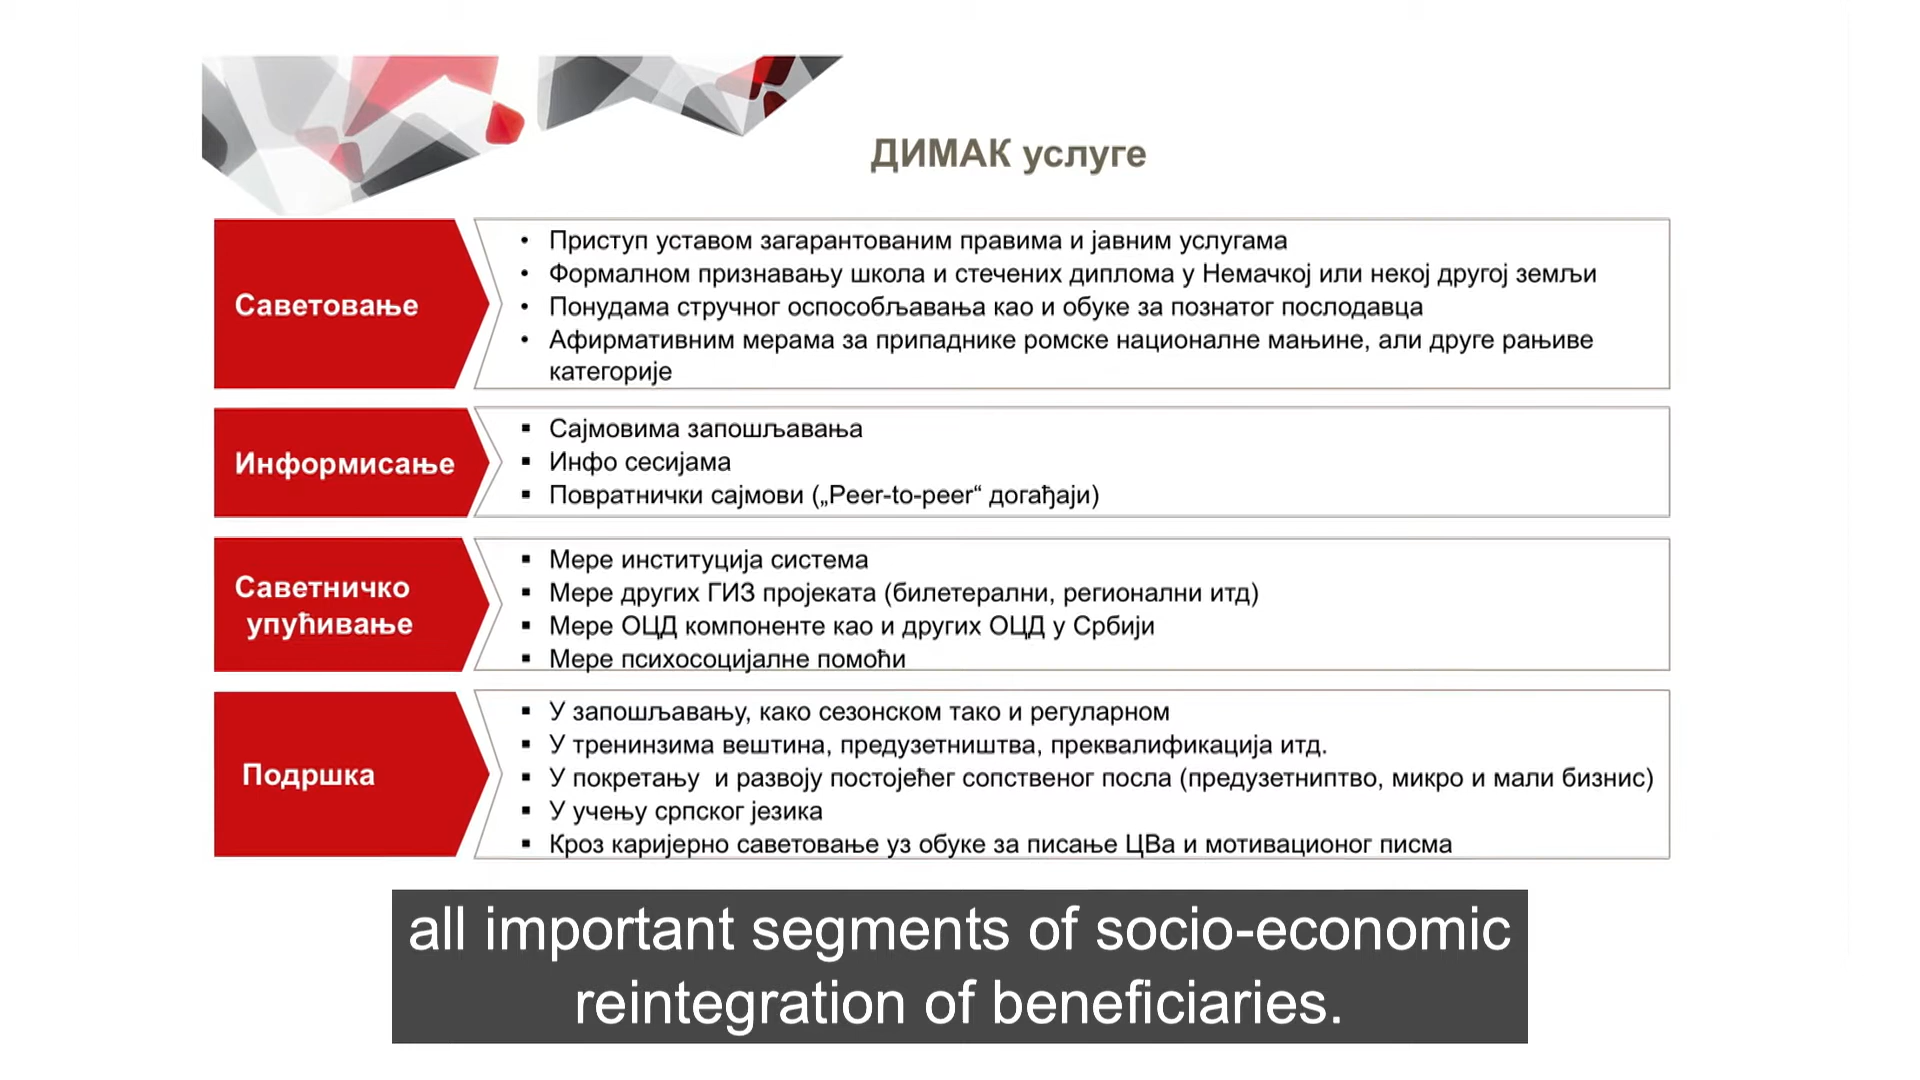 ДИМАК услуге
Саветовање
• Приступ уставом загарантованим правима и јавним услугама
• Формалном признавању школа и стечених диплома у Немачкој или некој другој земљи
• Понудама стручног оспособљавања као и обуке за познатог послодавца
• Афирмативним мерама за припаднике ромске националне мањине, али друге рањиве
категорије
Информисање
▪ Сајмовима запошљавања
▪ Инфо сесијама
▪ Повратнички сајмови („Peer-to-peer“ догађаји)
Саветничко
упућивање
▪ Мере институција система
▪ Мере других ГИЗ пројеката (билетерални, регионални итд)
▪ Мере ОЦД компоненте као и других ОЦД у Србији
▪ Мере психосоцијалне помоћи
Подршка
▪ У запошљавању, како сезонском тако и регуларном
▪ У тренинзима вештина, предузетништва, преквалификација итд.
▪ У покретању и развоју постојећег сопственог посла (предузетниптво, микро и мали бизнис)
▪ У учењу српског језика
▪ Кроз каријерно саветовање уз обуке за писање ЦВа и мотивационог писма
all important segments of socio-economic
reintegration of beneficiaries.